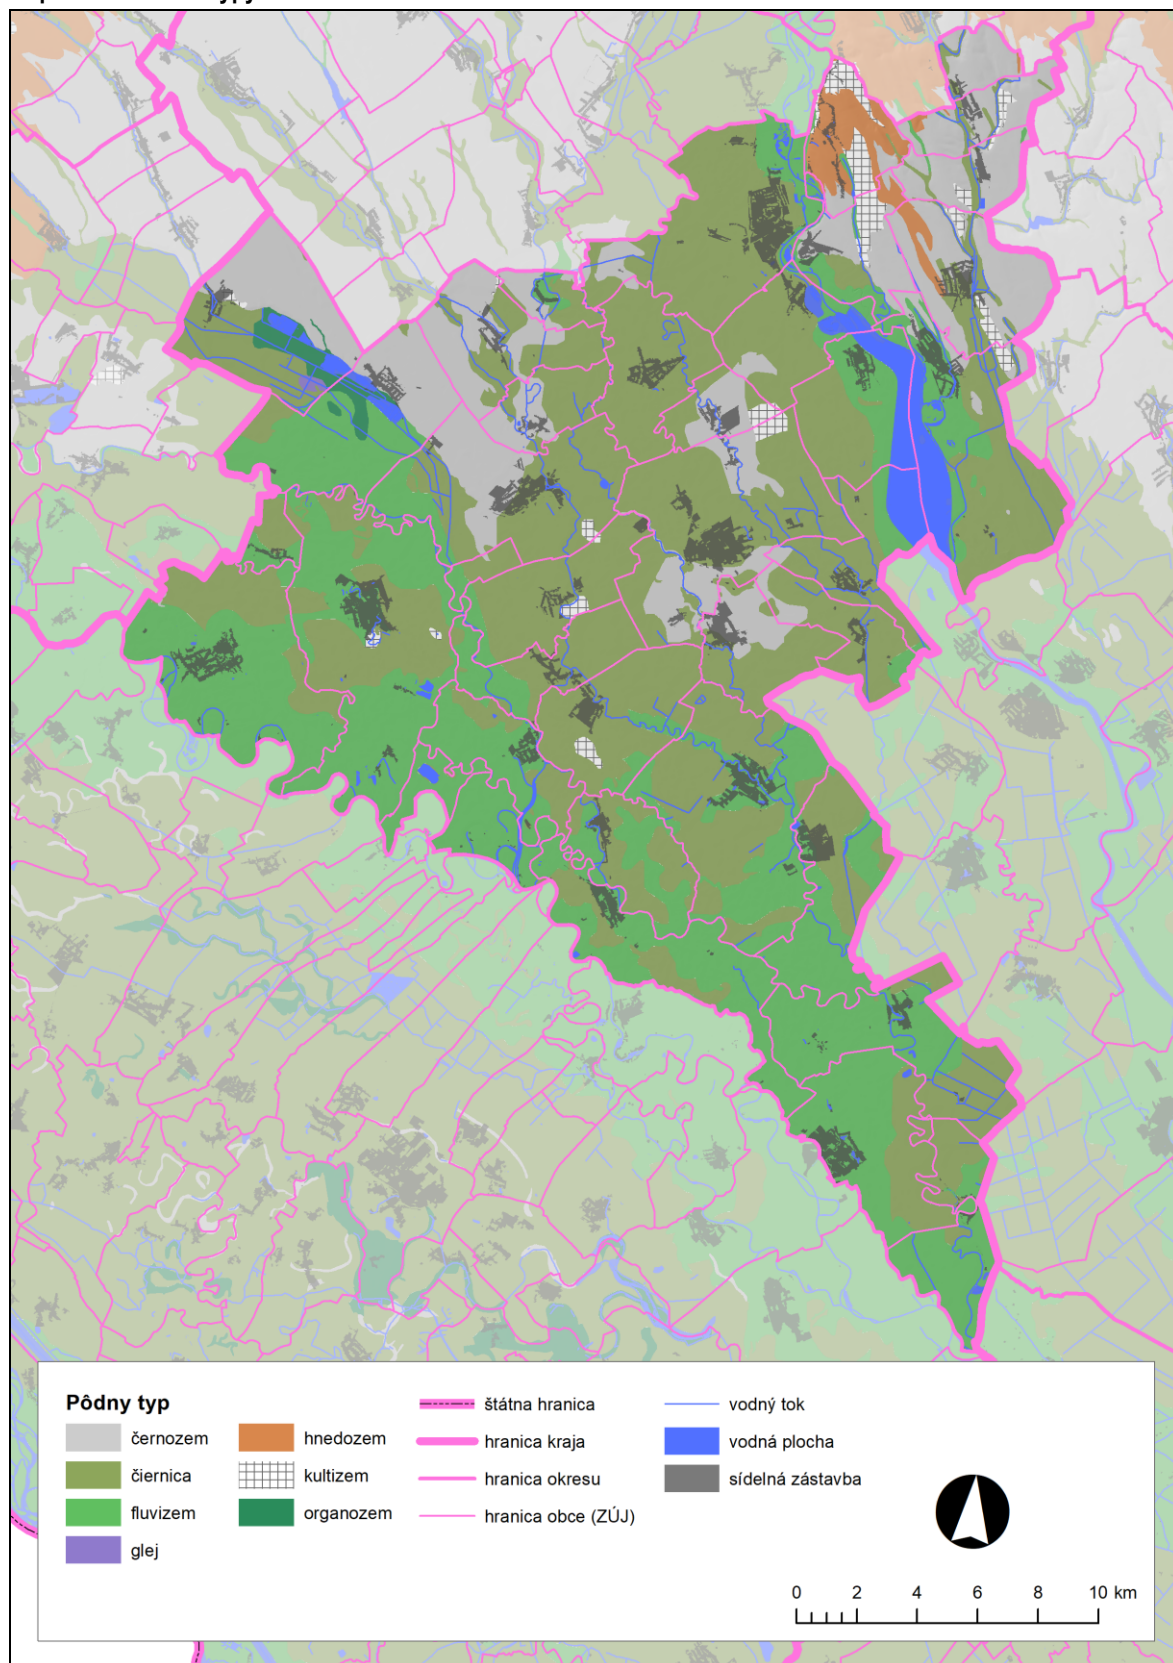 Pôdny typ
černozem
čiernica
fluvizem
glej
hnedozem
kultizem
organozem
štátna hranica
hranica kraja
hranica okresu
hranica obce (ZÚJ)
vodný tok
vodná plocha
sídelná zástavba
0 2 4 6 8 10 km